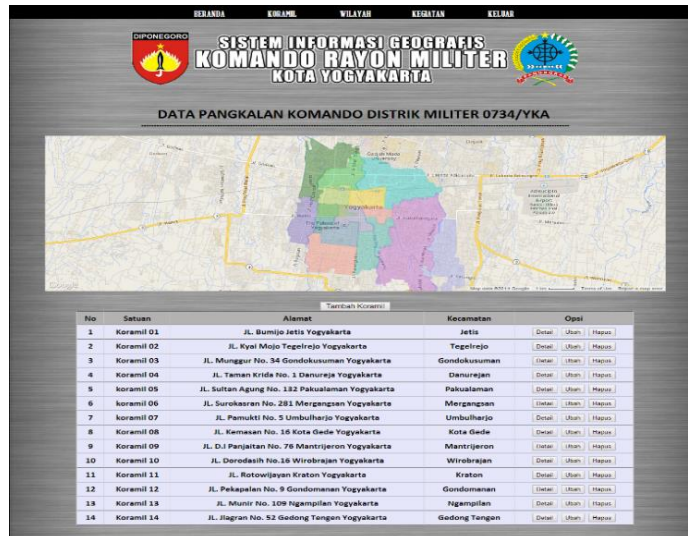 BERANDA KORAMIL WILAYAH KEGIATAN KELUAR
DIPONEGORO
SISTEM INFORMASI GEOGRAFIS
KOMANDO RAYON MILITER
KOTA YOGYAKARTA
DATA PANGKALAN KOMANDO DISTRIK MILITER 0734/YKA
Yogyakarta
Google
Tambah Koramil
No Satuan Alamat Kecamatan Opsi
1 Koramil 01 JL. Bumijo Jetis Yogyakarta Jetis Detail Ubah Hapus
2 Koramil 02 JL. Kyai Mojo Tegelrejo Yogyakarta Tegelrejo Detail Ubah Hapus
3 Koramil 03 JL. Munggur No. 34 Gondokusuman Yogyakarta Gondokusuman Detail Ubah Hapus
4 Koramil 04 JL. Taman Krida No. 1 Danureja Yogyakarta Danurejan Detail Ubah Hapus
5 koramil 05 JL. Sultan Agung No. 132 Pakualaman Yogyakarta Pakualaman Detail Ubah Hapus
6 koramil 06 JL. Surokarsan No. 281 Mergangsan Yogyakarta Mergangsan Detail Ubah Hapus
7 koramil 07 JL. Pamukti No. 5 Umbulharjo Yogyakarta Umbulharjo Detail Ubah Hapus
8 Koramil 08 JL. Kemasan No. 16 Kota Gede Yogyakarta Kota Gede Detail Ubah Hapus
9 Koramil 09 JL. D.I Panjaitan No. 76 Mantrijeron Yogyakarta Mantrijeron Detail Ubah Hapus
10 Koramil 10 JL. Dorodasih No.16 Wirobrajan Yogyakarta Wirobrajan Detail Ubah Hapus
11 Koramil 11 JL. Rotowijayan Kraton Yogyakarta Kraton Detail Ubah Hapus
12 Koramil 12 JL. Pekapalan No. 9 Gondomanan Yogyakarta Gondomanan Detail Ubah Hapus
13 Koramil 13 JL. Munir No. 109 Ngampilan Yogyakarta Ngampilan Detail Ubah Hapus
14 Koramil 14 JL. Jlagran No. 52 Gedong Tengen Yogyakarta Gedong Tengen Detail Ubah Hapus